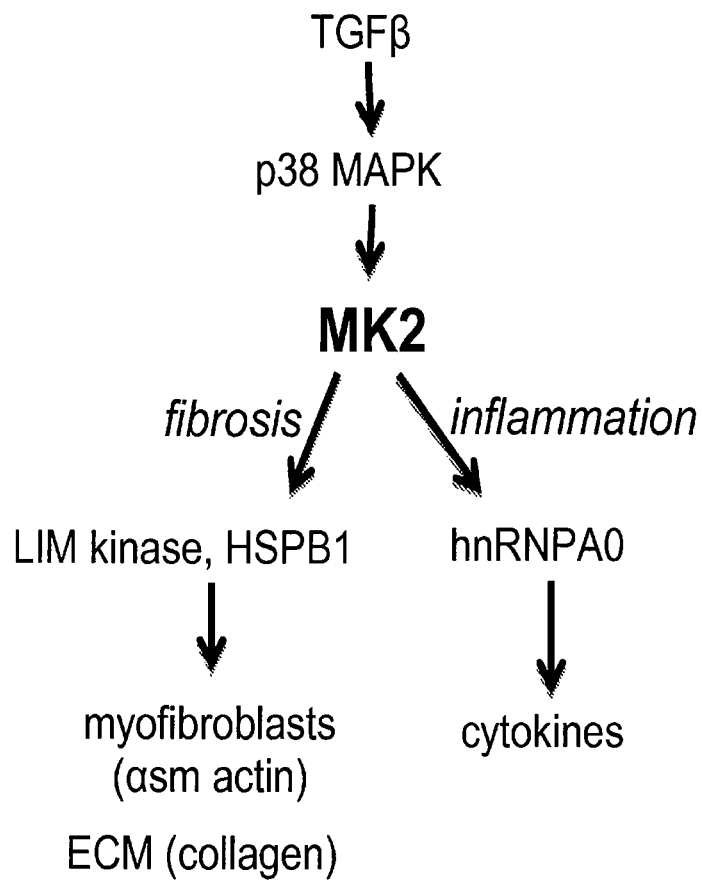 TGFβ
p38 MAPK
MK2
fibrosis
inflammation
LIM kinase, HSPB1
hnRNPA0
myofibroblasts
(αsm actin)
cytokines
ECM (collagen)